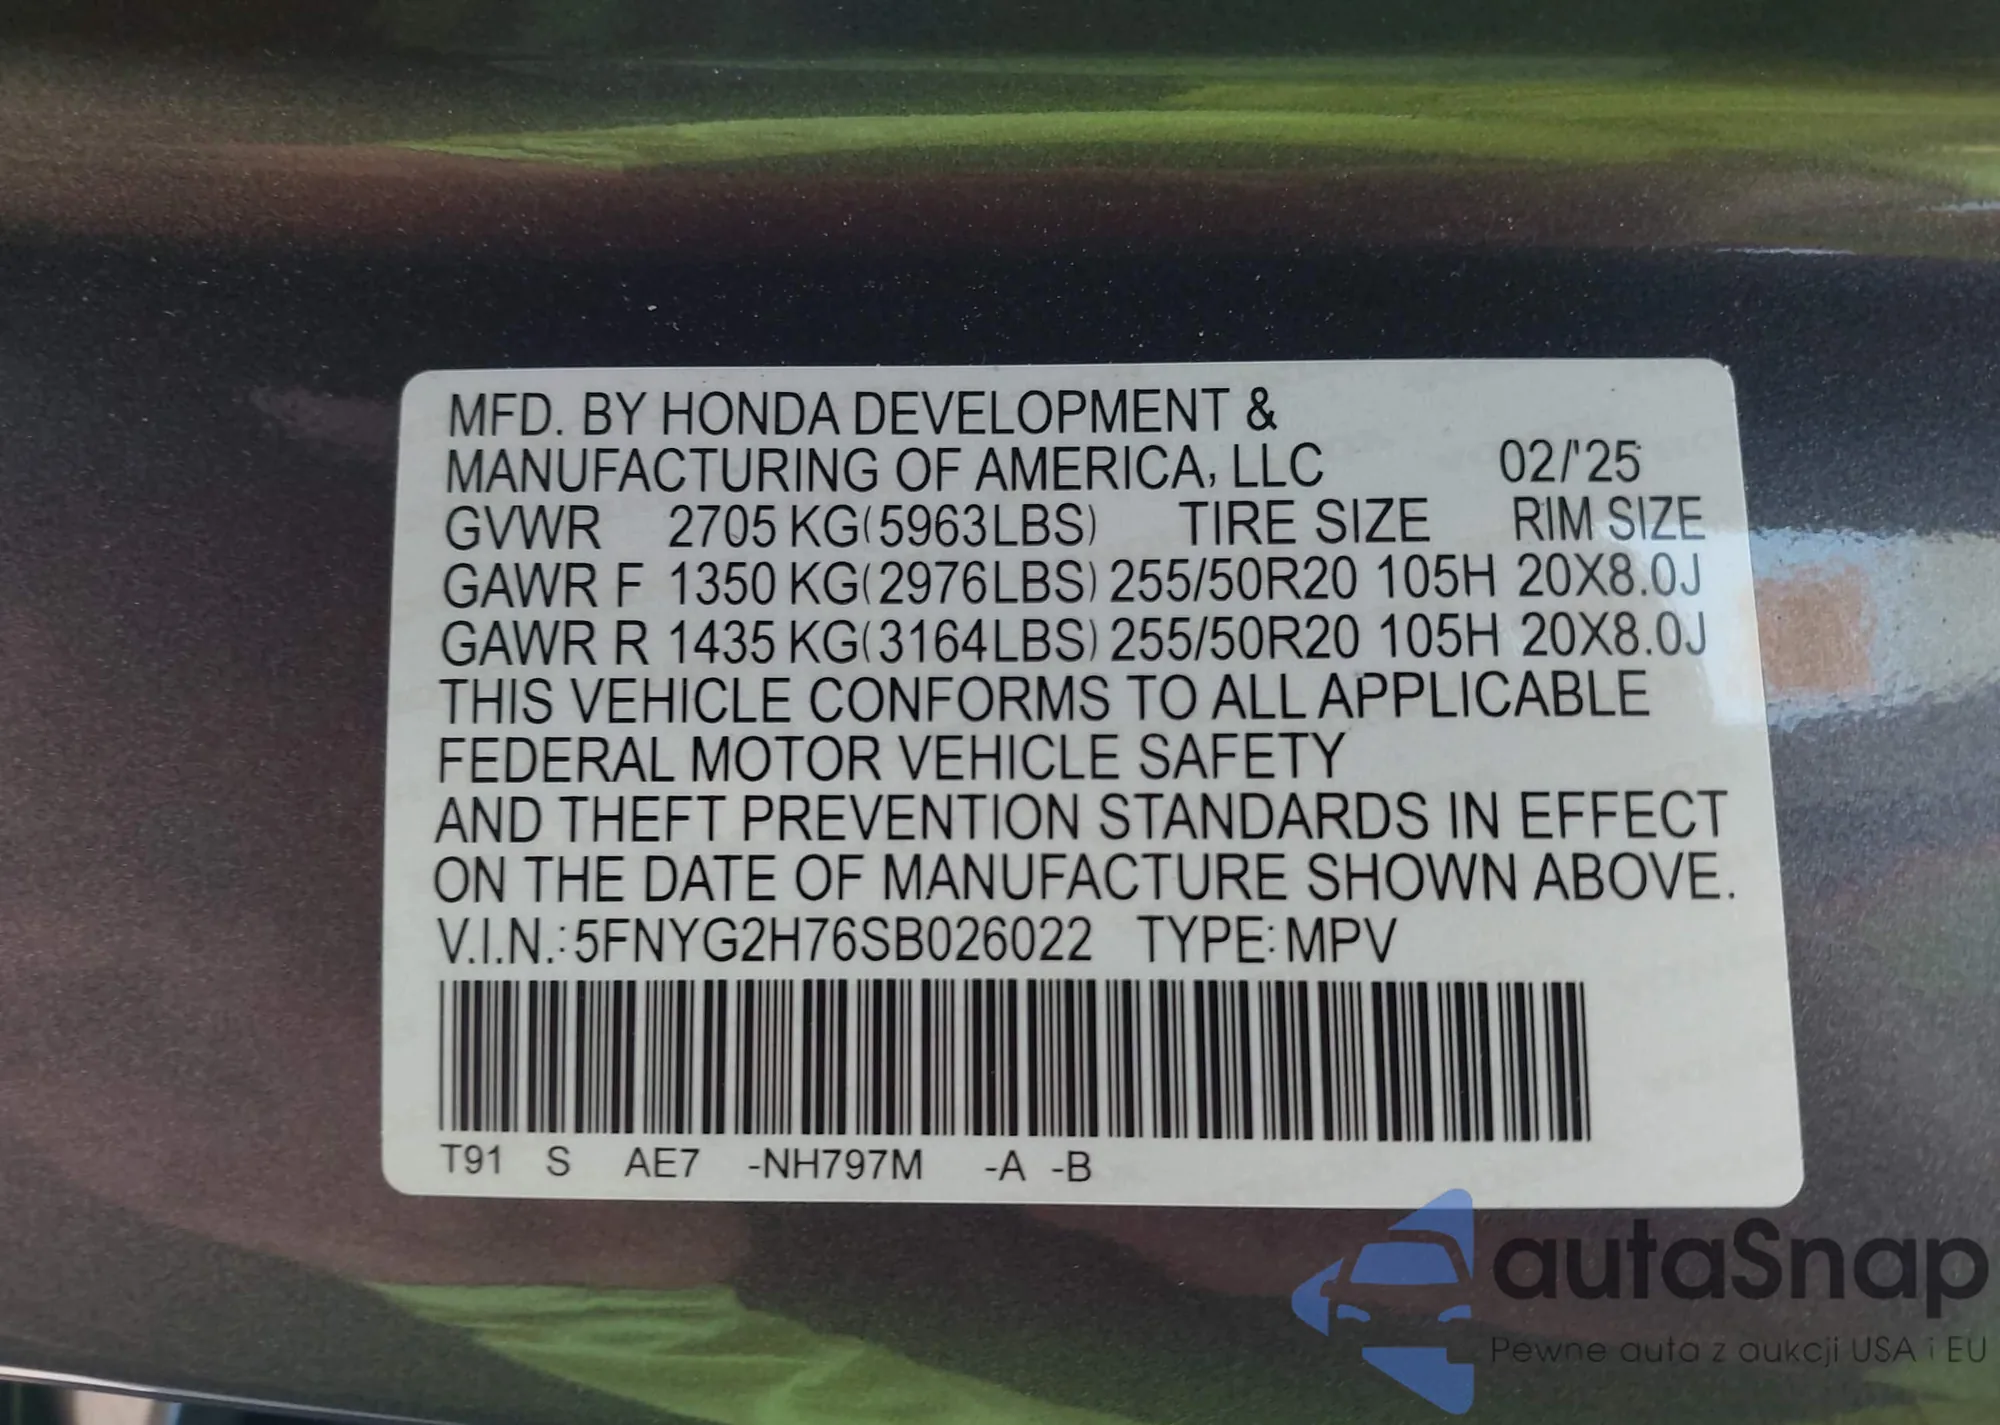 MFD. BY HONDA DEVELOPMENT &
MANUFACTURING OF AMERICA, LLC 02/'25
GVWR 2705 KG(5963LBS) TIRE SIZE RIM SIZE
GAWR F 1350 KG(2976LBS) 255/50R20 105H 20X8.0J
GAWR R 1435 KG(3164LBS) 255/50R20 105H 20X8.0J
THIS VEHICLE CONFORMS TO ALL APPLICABLE
FEDERAL MOTOR VEHICLE SAFETY
AND THEFT PREVENTION STANDARDS IN EFFECT
ON THE DATE OF MANUFACTURE SHOWN ABOVE.
V.I.N.: 5FNYG2H76SB026022 TYPE: MPV
T91 S AE7 -NH797M -A -B
autaSnap
Pewne auta z aukcji USA i EU